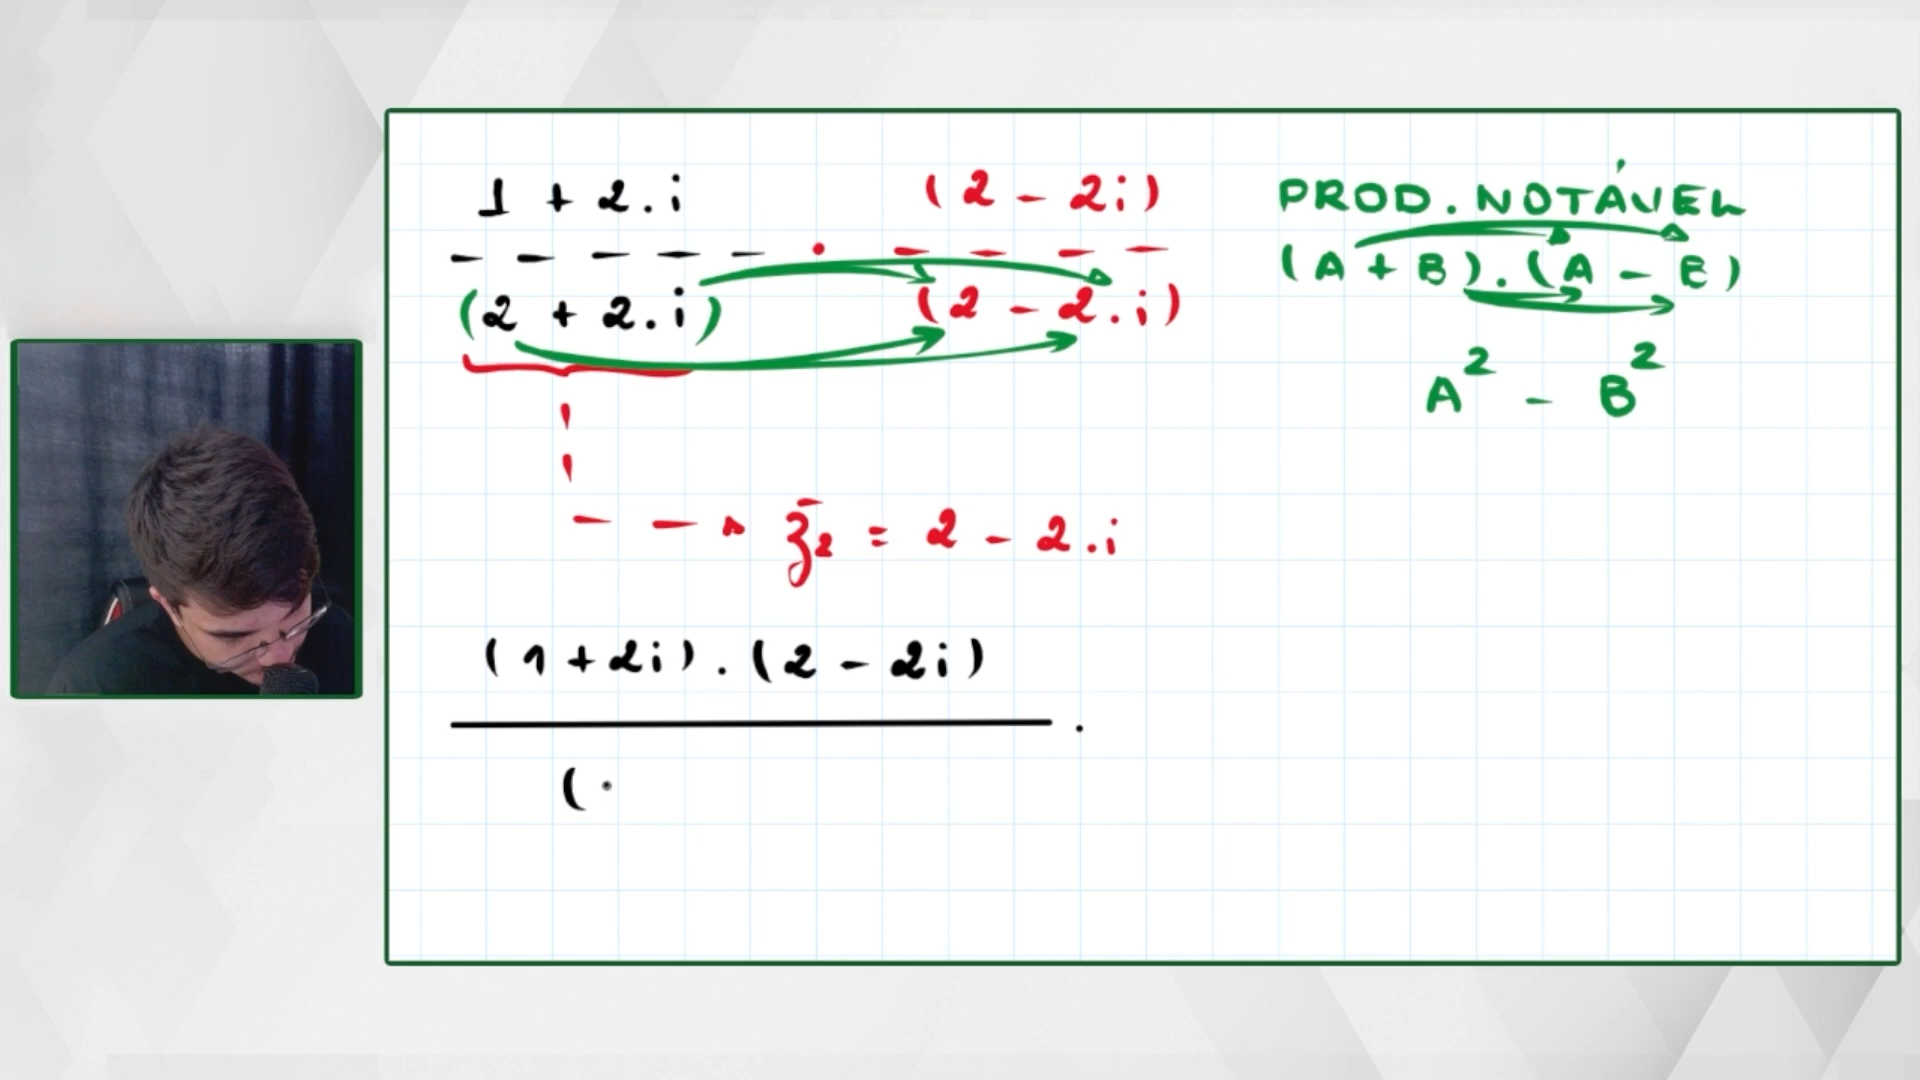 1 + 2.i (2 - 2i)
- - - - - . - - - -
(2 + 2.i) (2 - 2.i)
z̄₂ = 2 - 2.i
(1 + 2i) . (2 - 2i)
.
( .
PROD. NOTÁVEL
(A + B) . (A - B)
A² - B²